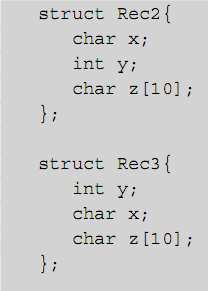 struct Rec2{
   char x;
   int y;
   char z[10];
};

struct Rec3{
   int y;
   char x;
   char z[10];
};